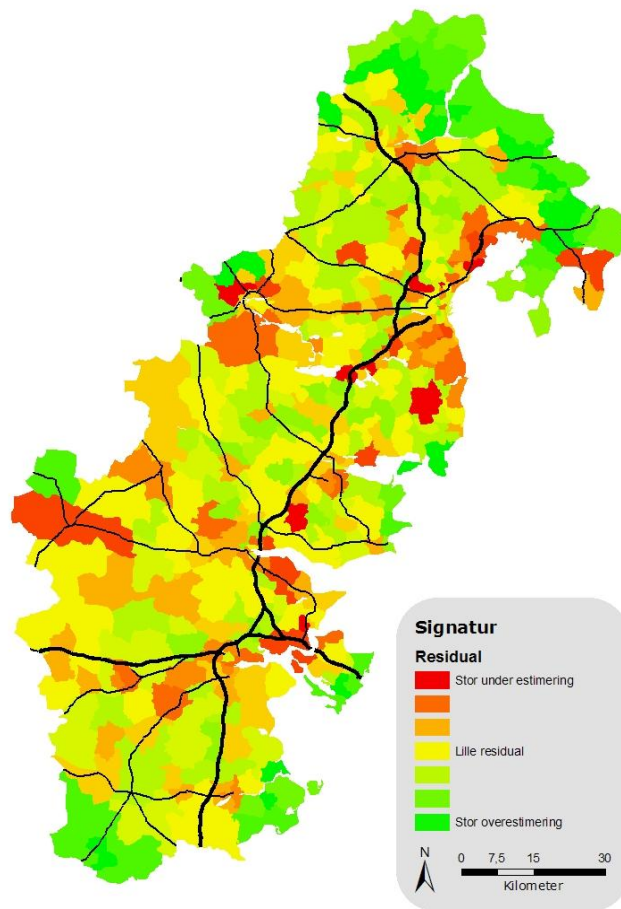 Signatur
Residual
Stor under estimering
Lille residual
Stor overestimering
N
0 7,5 15 30
Kilometer